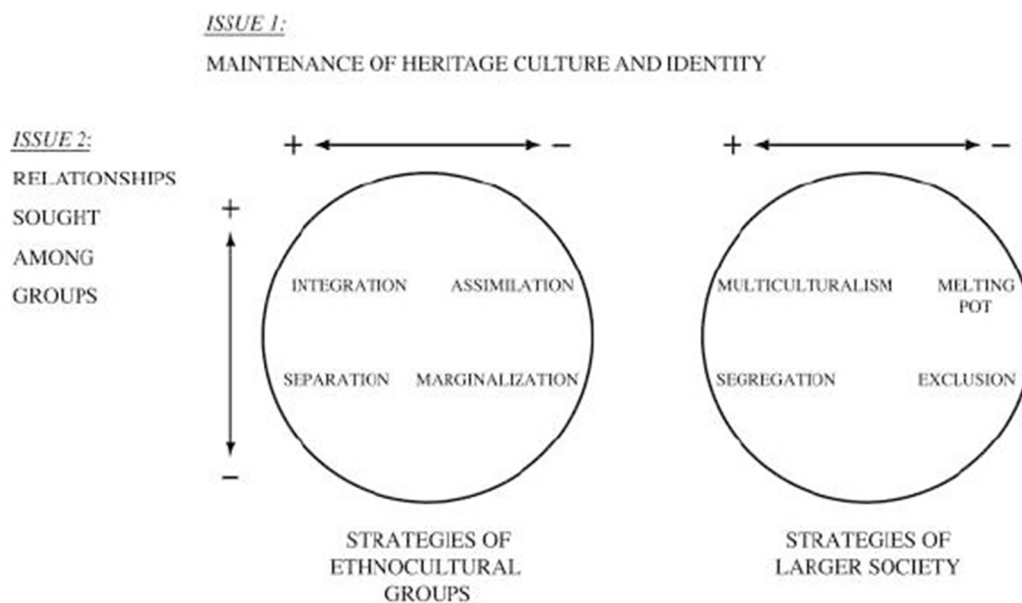 ISSUE 1:
MAINTENANCE OF HERITAGE CULTURE AND IDENTITY
ISSUE 2:
RELATIONSHIPS
SOUGHT
AMONG
GROUPS
+ −
+ −
+
−
INTEGRATION ASSIMILATION
SEPARATION MARGINALIZATION
MULTICULTURALISM MELTING
POT
SEGREGATION EXCLUSION
STRATEGIES OF
ETHNOCULTURAL
GROUPS
STRATEGIES OF
LARGER SOCIETY